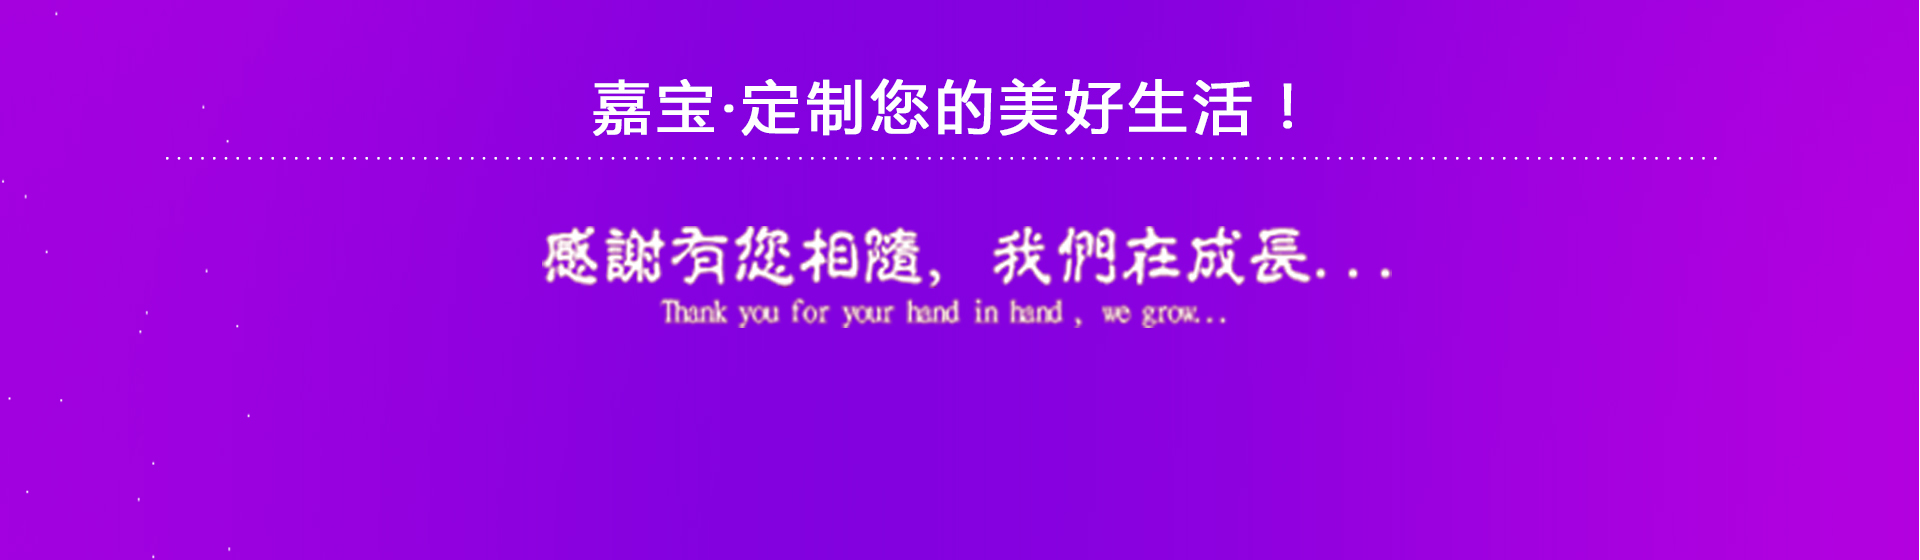 嘉宝·定制您的美好生活！
感謝有您相隨，我們在成長...
Thank you for your hand in hand , we grow...